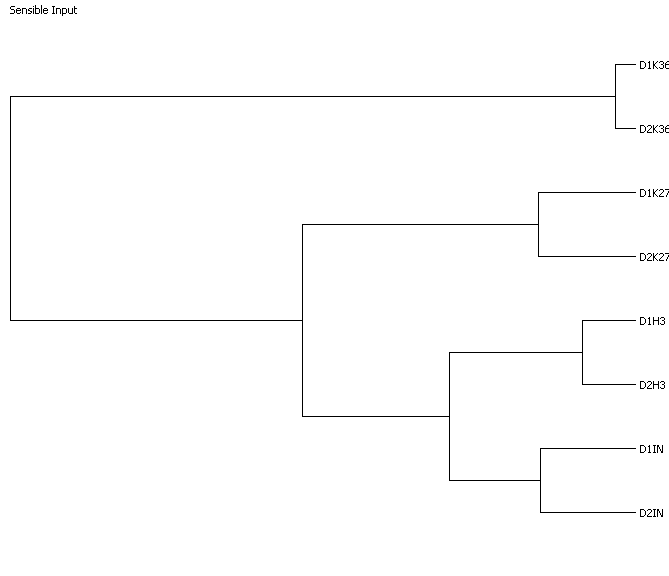 Sensible Input
D1K36
D2K36
D1K27
D2K27
D1H3
D2H3
D1IN
D2IN